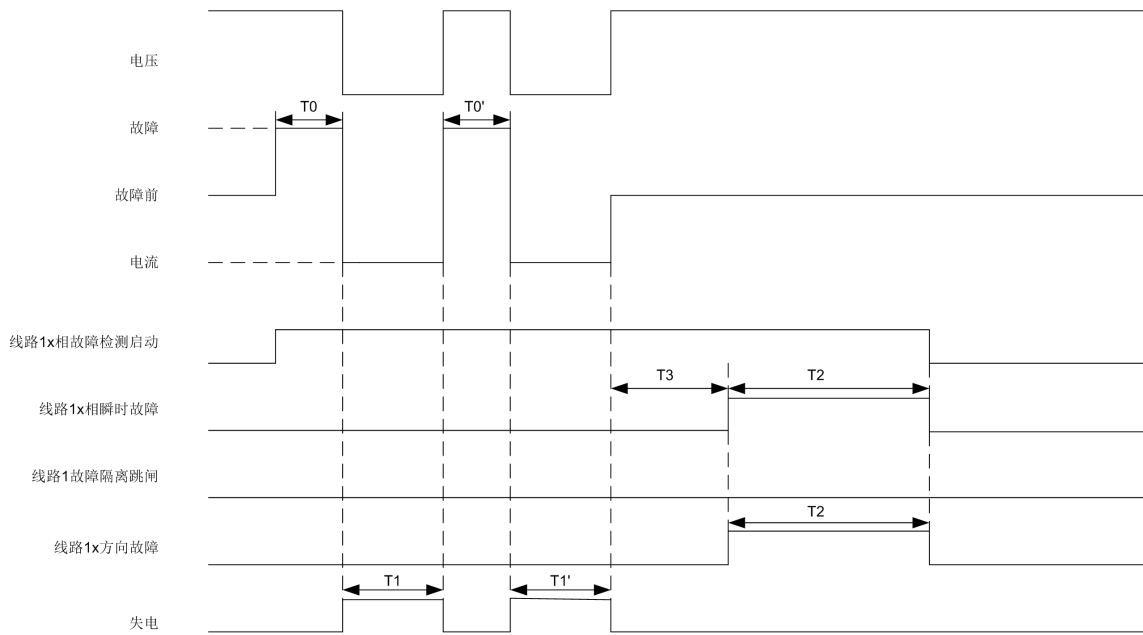 电压
T0
T0'
故障
故障前
电流
线路1x相故障检测启动
T3
T2
线路1x相瞬时故障
线路1故障隔离跳闸
T2
线路1x方向故障
T1
T1'
失电